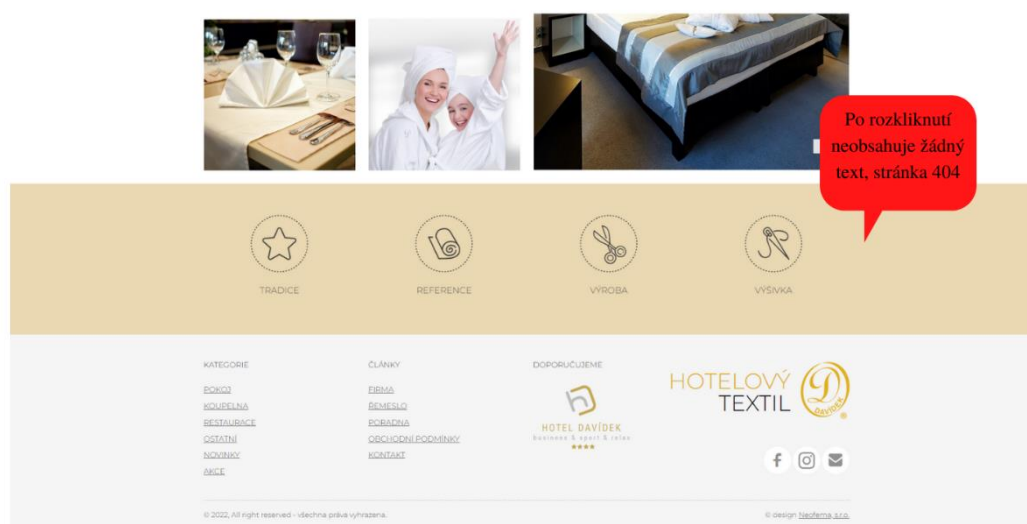 Po rozkliknutí
neobsahuje žádný
text, stránka 404
TRADICE
REFERENCE
VÝROBA
VÝŠIVKA
KATEGORIE
POKOJ
KOUPELNA
RESTAURACE
OSTATNÍ
NOVINKY
AKCE
ČLÁNKY
FIRMA
ŘEMESLO
PORADNA
OBCHODNÍ PODMÍNKY
KONTAKT
DOPORUČUJEME
HOTEL DAVÍDEK
business & sport & relax
HOTELOVÝ
TEXTIL
D
DAVÍDEK
®
© 2022, All right reserved - všechna práva vyhrazena.
© design Neofema, s.r.o.